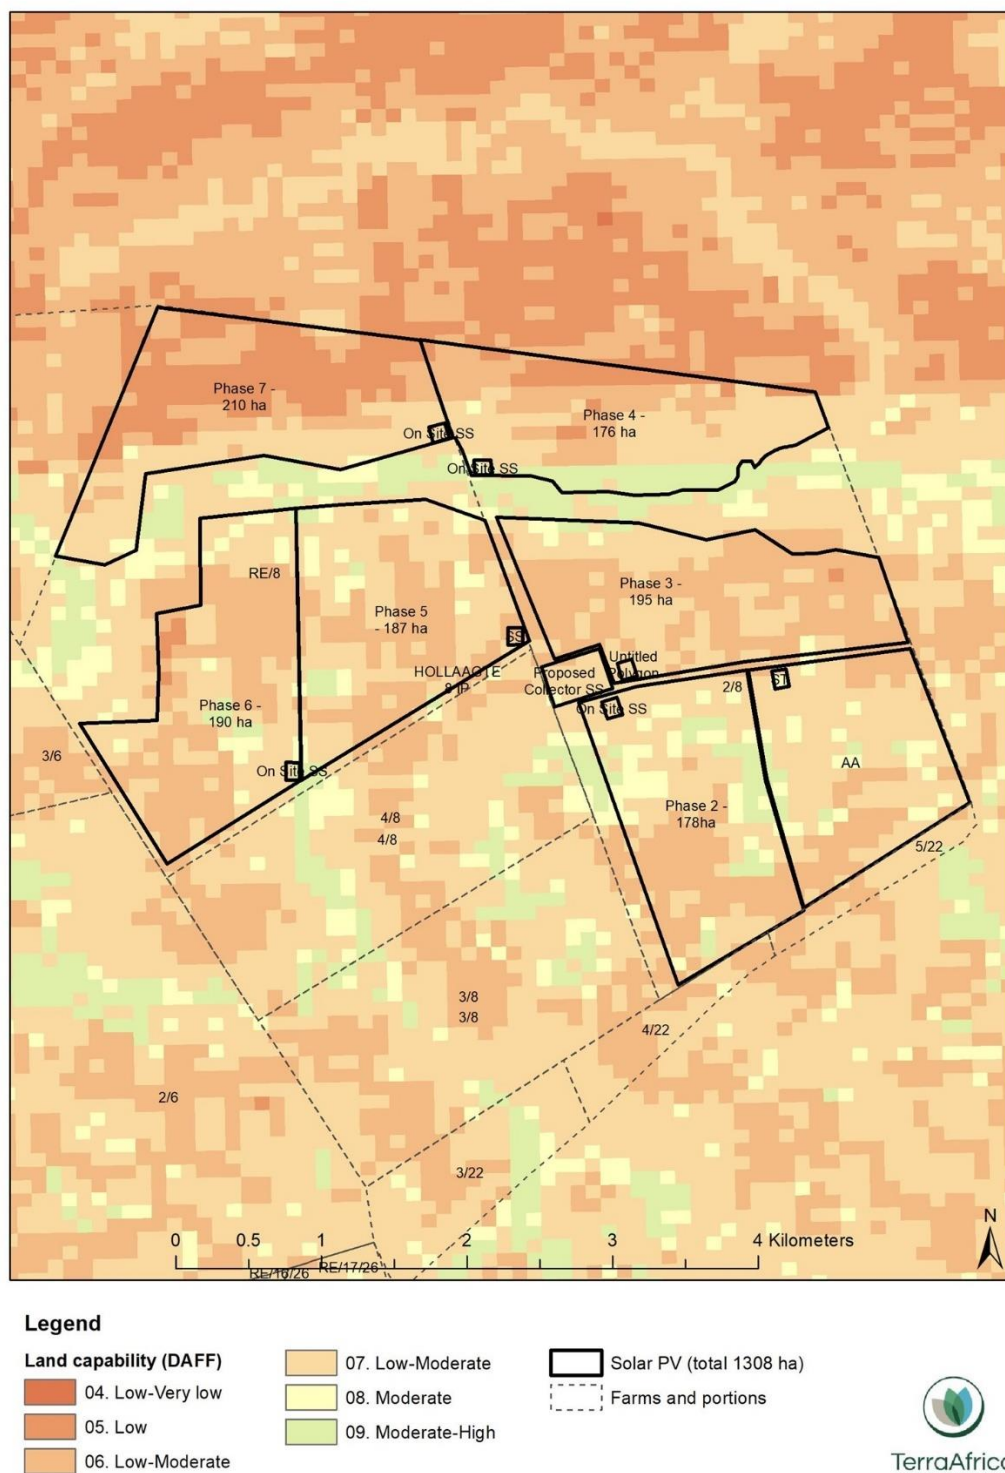 Phase 7 -
210 ha
Phase 4 -
176 ha
On Site SS
On Site SS
RE/8
Phase 3 -
195 ha
Phase 5
- 187 ha
SS
Untitled
Polygon
HOLLAAGTE
8 IP
Proposed
Collector SS
2/8
ST
On Site SS
Phase 6 -
190 ha
3/6
AA
On Site SS
Phase 2 -
178ha
4/8
4/8
5/22
3/8
3/8
4/22
2/6
3/22
N
0 0.5 1 2 3 4 Kilometers
RE/16/26
RE/17/26
Legend
Land capability (DAFF)
04. Low-Very low
05. Low
06. Low-Moderate
07. Low-Moderate
08. Moderate
09. Moderate-High
Solar PV (total 1308 ha)
Farms and portions
TerraAfrica